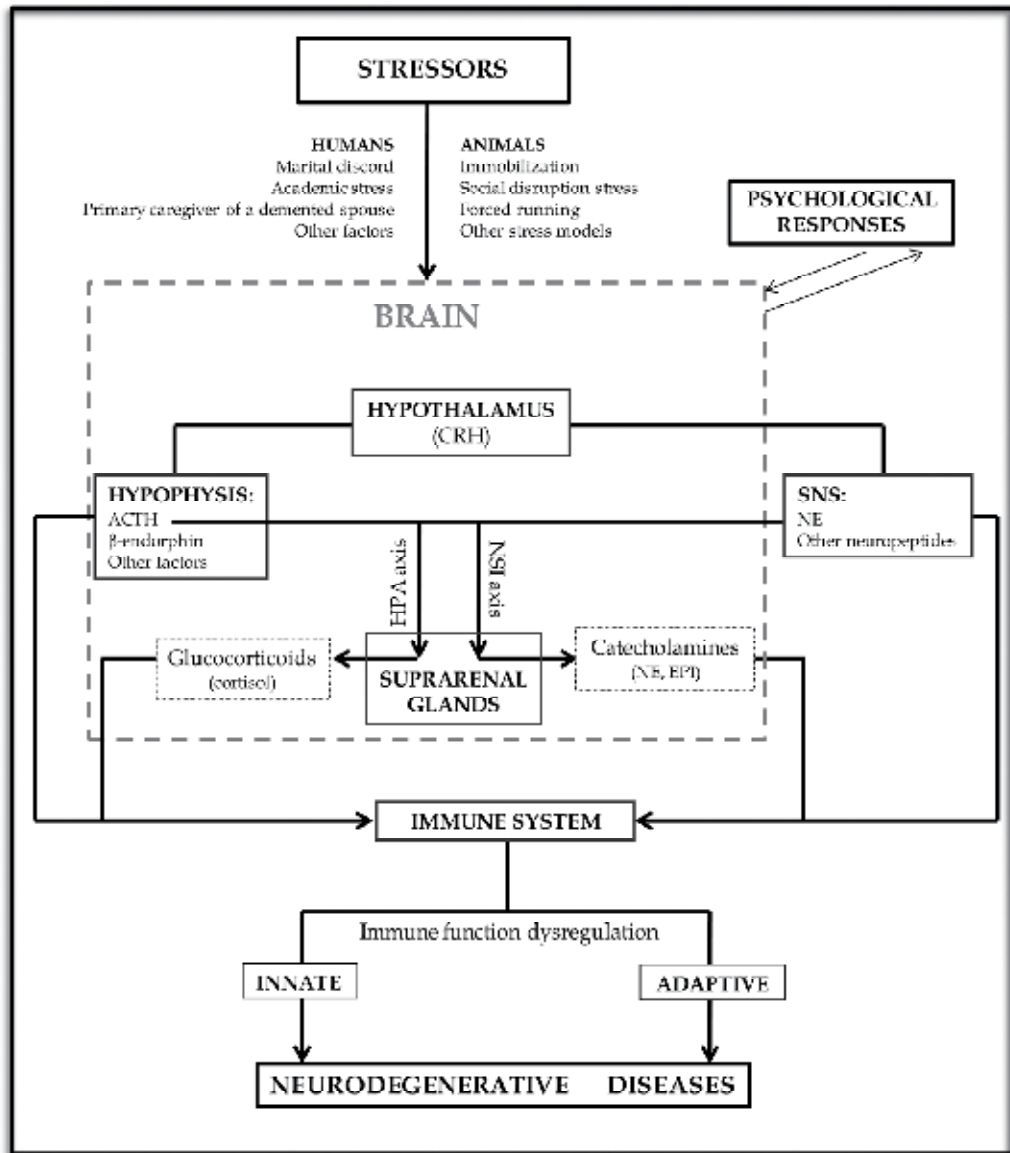 STRESSORS
HUMANS
Marital discord
Academic stress
Primary caregiver of a demented spouse
Other factors
ANIMALS
Immobilization
Social disruption stress
Forced running
Other stress models
PSYCHOLOGICAL
RESPONSES
BRAIN
HYPOTHALAMUS
(CRH)
HYPOPHYSIS:
ACTH
β-endorphin
Other factors
SNS:
NE
Other neuropeptides
HPA axis
NSI axis
Glucocorticoids
(cortisol)
SUPRARENAL
GLANDS
Catecholamines
(NE, EPI)
IMMUNE SYSTEM
Immune function dysregulation
INNATE
ADAPTIVE
NEURODEGENERATIVE DISEASES